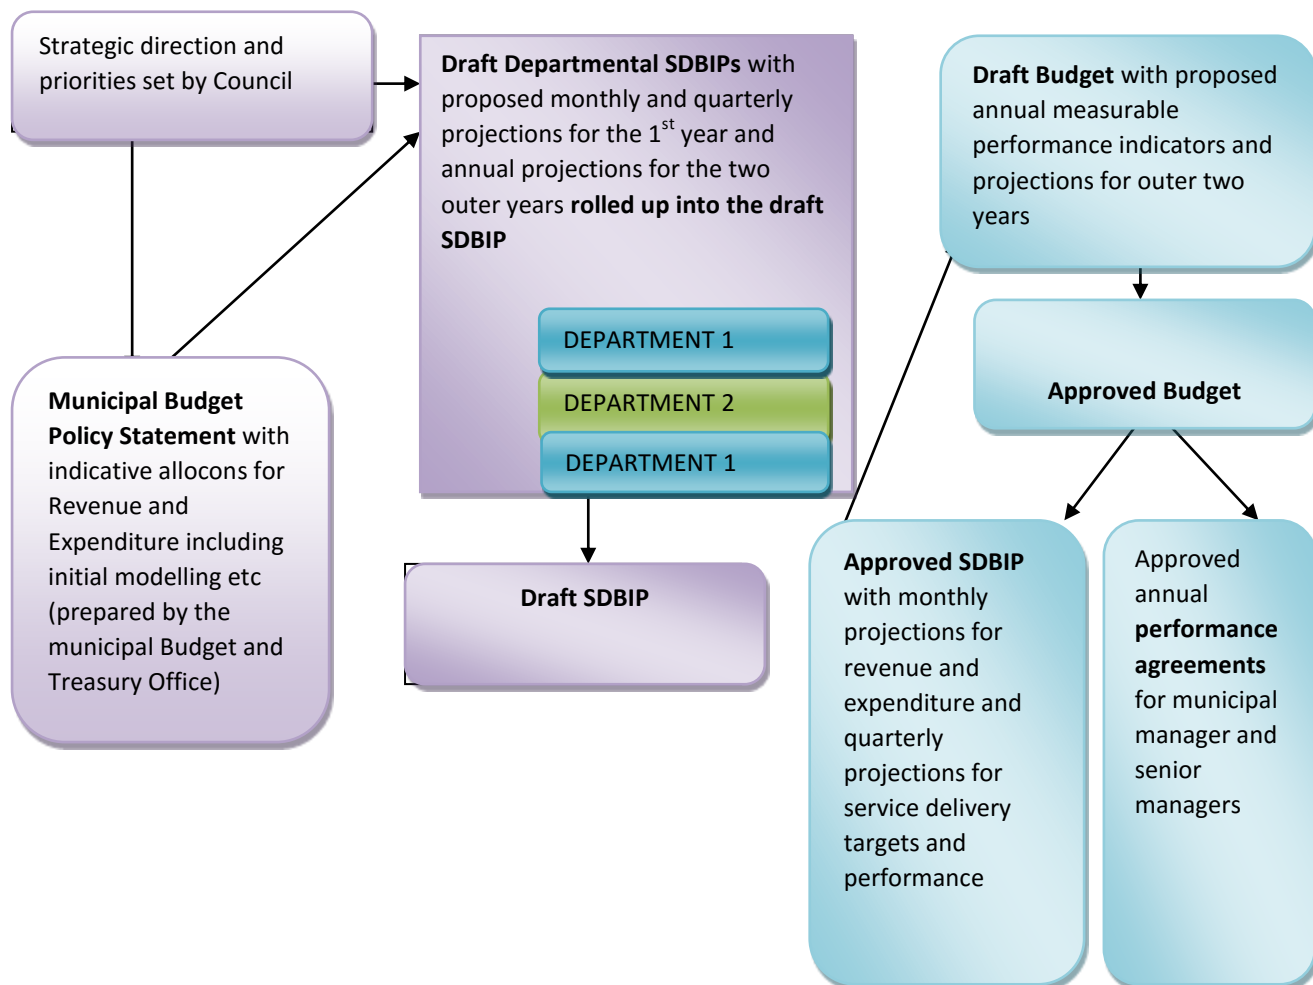 Strategic direction and
priorities set by Council
Municipal Budget
Policy Statement with
indicative allocons for
Revenue and
Expenditure including
initial modelling etc
(prepared by the
municipal Budget and
Treasury Office)
Draft Departmental SDBIPs with
proposed monthly and quarterly
projections for the 1st year and
annual projections for the two
outer years rolled up into the draft
SDBIP
DEPARTMENT 1
DEPARTMENT 2
DEPARTMENT 1
Draft SDBIP
Draft Budget with proposed
annual measurable
performance indicators and
projections for outer two
years
Approved Budget
Approved SDBIP
with monthly
projections for
revenue and
expenditure and
quarterly
projections for
service delivery
targets and
performance
Approved
annual
performance
agreements
for municipal
manager and
senior
managers